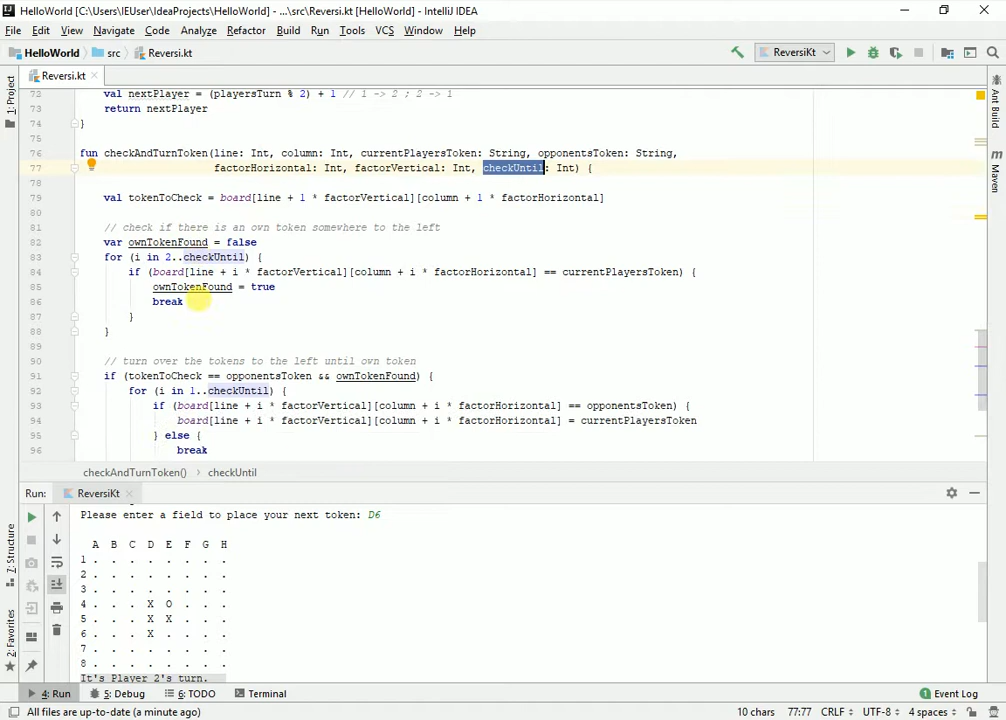 HelloWorld [C:\Users\IEUser\IdeaProjects\HelloWorld] - ...\src\Reversi.kt [HelloWorld] - IntelliJ IDEA
File Edit View Navigate Code Analyze Refactor Build Run Tools VCS Window Help
HelloWorld src Reversi.kt ReversiKt
Reversi.kt
1: Project
Ant Build
Maven
7: Structure
2: Favorites
72 val nextPlayer = (playersTurn % 2) + 1 // 1 -> 2 ; 2 -> 1
73 return nextPlayer
74 }
75
76 fun checkAndTurnToken(line: Int, column: Int, currentPlayersToken: String, opponentsToken: String,
77 factorHorizontal: Int, factorVertical: Int, checkUntil: Int) {
78
79 val tokenToCheck = board[line + 1 * factorVertical][column + 1 * factorHorizontal]
80
81 // check if there is an own token somewhere to the left
82 var ownTokenFound = false
83 for (i in 2..checkUntil) {
84 if (board[line + i * factorVertical][column + i * factorHorizontal] == currentPlayersToken) {
85 ownTokenFound = true
86 break
87 }
88 }
89
90 // turn over the tokens to the left until own token
91 if (tokenToCheck == opponentsToken && ownTokenFound) {
92 for (i in 1..checkUntil) {
93 if (board[line + i * factorVertical][column + i * factorHorizontal] == opponentsToken) {
94 board[line + i * factorVertical][column + i * factorHorizontal] = currentPlayersToken
95 } else {
96 break
checkAndTurnToken() › checkUntil
Run: ReversiKt
Please enter a field to place your next token: D6
A B C D E F G H
1 . . . . . . . .
2 . . . . . . . .
3 . . . . . . . .
4 . . . X O . . .
5 . . . X X . . .
6 . . . X . . . .
7 . . . . . . . .
8 . . . . . . . .
It's Player 2's turn.
4: Run 5: Debug 6: TODO Terminal Event Log
All files are up-to-date (a minute ago) 10 chars 77:77 CRLF UTF-8 4 spaces